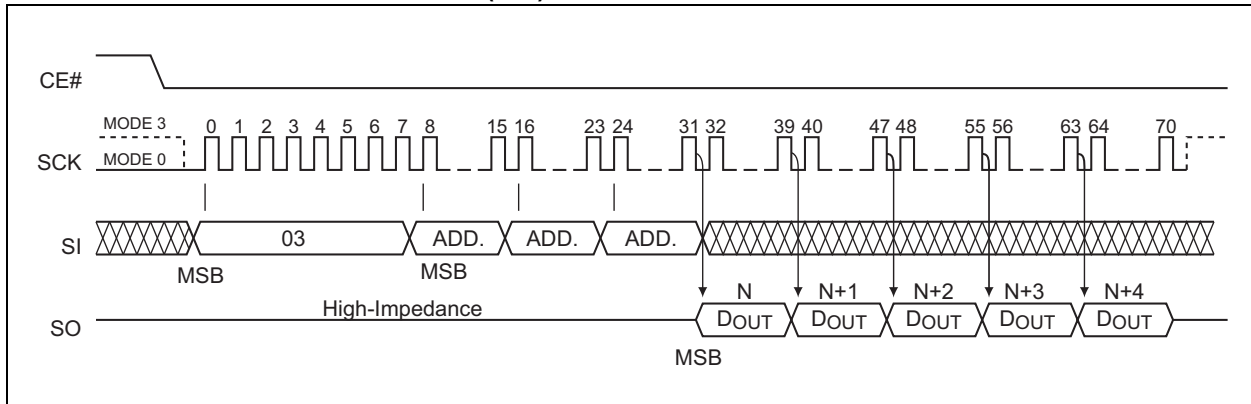 CE#
MODE 3
0 1 2 3 4 5 6 7 8 15 16 23 24 31 32 39 40 47 48 55 56 63 64 70
SCK
MODE 0
SI
03 ADD. ADD. ADD.
MSB MSB
N N+1 N+2 N+3 N+4
High-Impedance
SO
DOUT DOUT DOUT DOUT DOUT
MSB